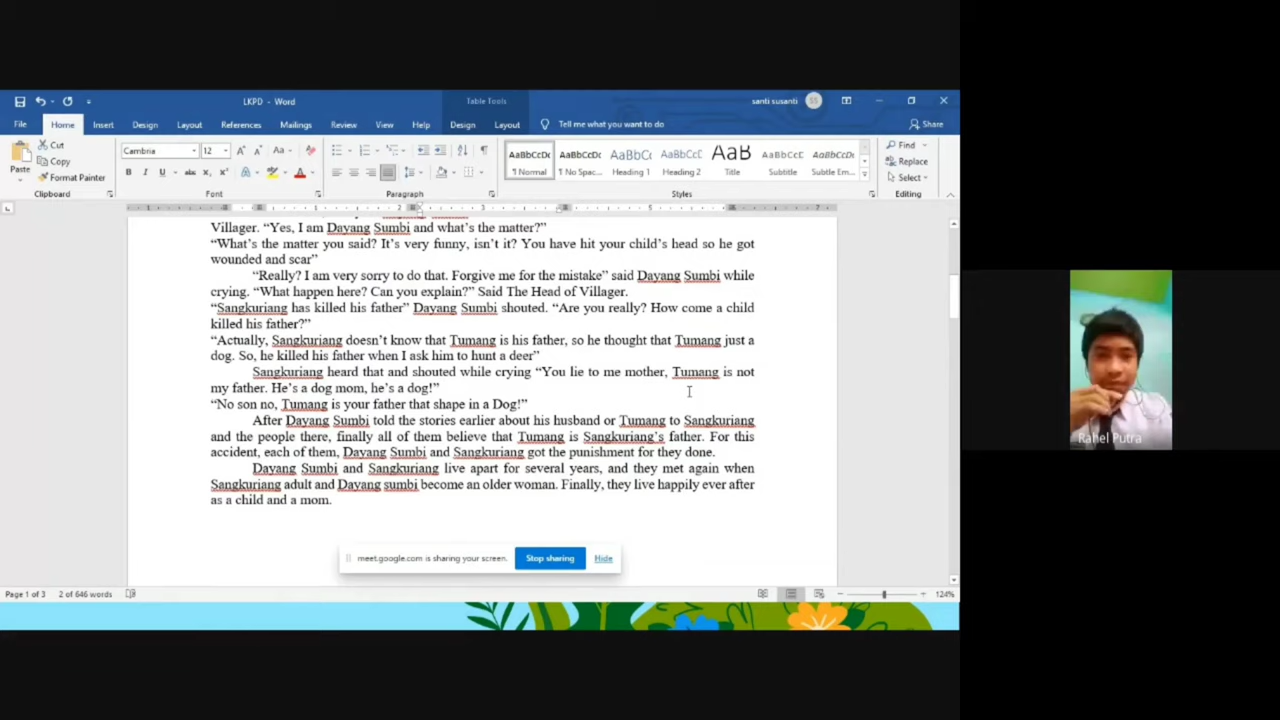 LKPD - Word
Table Tools
santi susanti
SS
File
Home
Insert
Design
Layout
References
Mailings
Review
View
Help
Design
Layout
Tell me what you want to do
Share
Paste
Cut
Copy
Format Painter
Clipboard
Cambria
12
Font
Paragraph
AaBbCcDc
¶ Normal
AaBbCcDc
¶ No Spac...
AaBbCc
Heading 1
AaBbCcC
Heading 2
AaB
Title
AaBbCcE
Subtitle
AaBbCcDc
Subtle Em...
Styles
Find
Replace
Select
Editing
Villager. “Yes, I am Dayang Sumbi and what’s the matter?”
“What’s the matter you said? It’s very funny, isn’t it? You have hit your child’s head so he got
wounded and scar”
“Really? I am very sorry to do that. Forgive me for the mistake” said Dayang Sumbi while
crying. “What happen here? Can you explain?” Said The Head of Villager.
“Sangkuriang has killed his father” Dayang Sumbi shouted. “Are you really? How come a child
killed his father?”
“Actually, Sangkuriang doesn’t know that Tumang is his father, so he thought that Tumang just a
dog. So, he killed his father when I ask him to hunt a deer”
Sangkuriang heard that and shouted while crying “You lie to me mother, Tumang is not
my father. He’s a dog mom, he’s a dog!”
“No son no, Tumang is your father that shape in a Dog!”
After Dayang Sumbi told the stories earlier about his husband or Tumang to Sangkuriang
and the people there, finally all of them believe that Tumang is Sangkuriang’s father. For this
accident, each of them, Dayang Sumbi and Sangkuriang got the punishment for they done.
Dayang Sumbi and Sangkuriang live apart for several years, and they met again when
Sangkuriang adult and Dayang sumbi become an older woman. Finally, they live happily ever after
as a child and a mom.
meet.google.com is sharing your screen.
Stop sharing
Hide
Page 1 of 3
2 of 646 words
124%
Rahel Putra